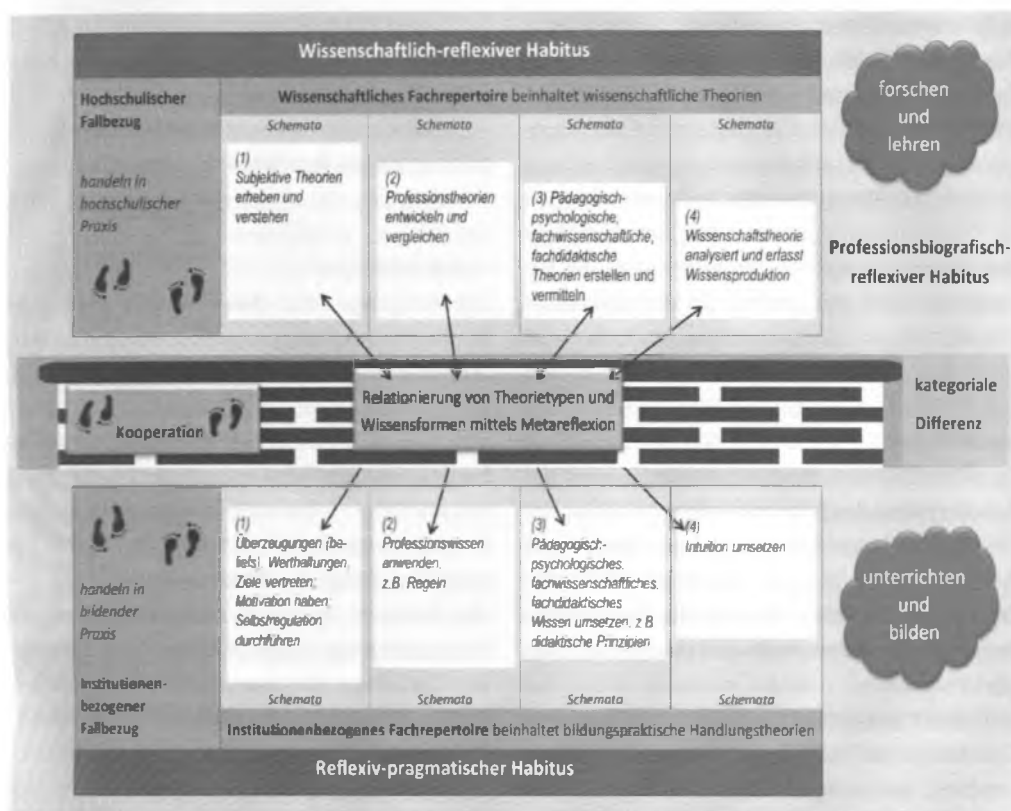 Wissenschaftlich-reflexiver Habitus
Hochschulischer
Fallbezug
handeln in
hochschulischer
Praxis
Wissenschaftliches Fachrepertoire beinhaltet wissenschaftliche Theorien
Schemata
Schemata
Schemata
Schemata
(1)
Subjektive Theorien
erheben und
verstehen
(2)
Professionstheorien
entwickeln und
vergleichen
(3) Pädagogisch-
psychologische,
fachwissenschaftliche,
fachdidaktische
Theorien erstellen und
vermitteln
(4)
Wissenschaftstheorie
analysiert und erfasst
Wissensproduktion
forschen
und
lehren
Professionsbiografisch-
reflexiver Habitus
Kooperation
Relationierung von Theorietypen und
Wissensformen mittels Metareflexion
kategoriale
Differenz
handeln in
bildender
Praxis
Institutionen-
bezogener
Fallbezug
(1)
Überzeugungen (be-
liefs), Werthaltungen,
Ziele vertreten;
Motivation haben;
Selbstregulation
durchführen
(2)
Professionswissen
anwenden,
z.B. Regeln
(3)
Pädagogisch-
psychologisches,
fachwissenschaftliches,
fachdidaktisches
Wissen umsetzen, z.B
didaktische Prinzipien
(4)
Intuition umsetzen
Schemata
Schemata
Schemata
Schemata
Institutionenbezogenes Fachrepertoire beinhaltet bildungspraktische Handlungstheorien
Reflexiv-pragmatischer Habitus
unterrichten
und
bilden